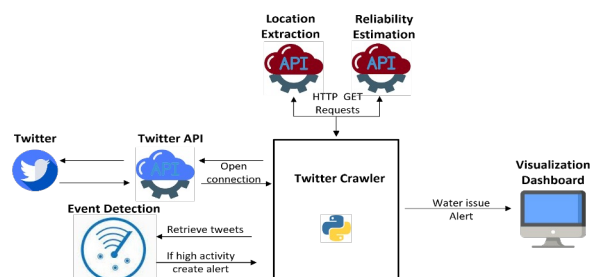 Location
Extraction
Reliability
Estimation
API
API
HTTP GET
Requests
Twitter
Twitter API
API
Open
connection
Twitter Crawler
Visualization
Dashboard
Water issue
Alert
Event Detection
Retrieve tweets
If high activity
create alert